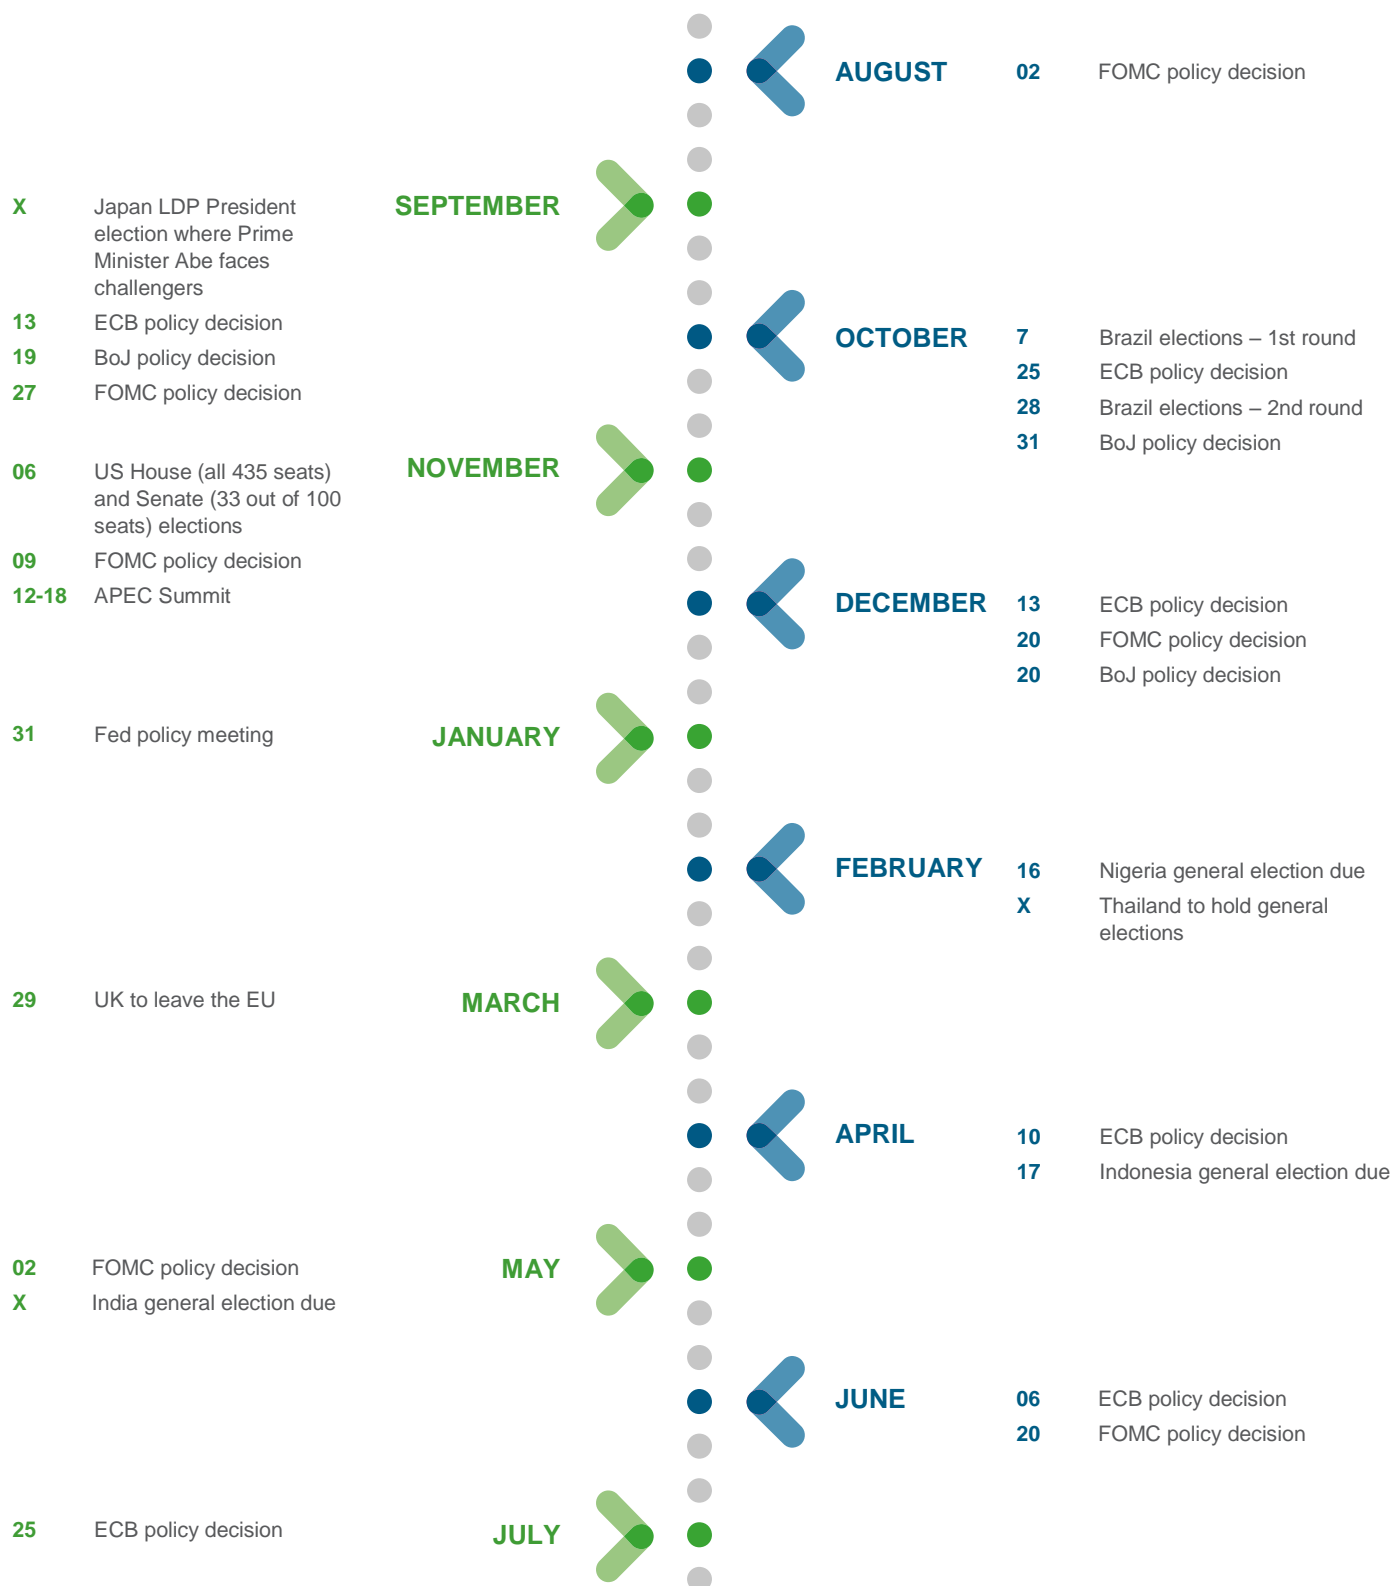 AUGUST
02 FOMC policy decision
SEPTEMBER
X Japan LDP President
election where Prime
Minister Abe faces
challengers
13 ECB policy decision
19 BoJ policy decision
27 FOMC policy decision
OCTOBER
7 Brazil elections – 1st round
25 ECB policy decision
28 Brazil elections – 2nd round
31 BoJ policy decision
NOVEMBER
06 US House (all 435 seats)
and Senate (33 out of 100
seats) elections
09 FOMC policy decision
12-18 APEC Summit
DECEMBER
13 ECB policy decision
20 FOMC policy decision
20 BoJ policy decision
JANUARY
31 Fed policy meeting
FEBRUARY
16 Nigeria general election due
X Thailand to hold general
elections
MARCH
29 UK to leave the EU
APRIL
10 ECB policy decision
17 Indonesia general election due
MAY
02 FOMC policy decision
X India general election due
JUNE
06 ECB policy decision
20 FOMC policy decision
JULY
25 ECB policy decision